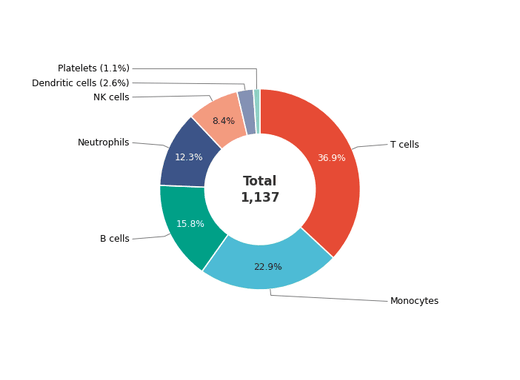 Platelets (1.1%)
Dendritic cells (2.6%)
NK cells
8.4%
Neutrophils
T cells
12.3%
36.9%
Total
1,137
15.8%
B cells
22.9%
Monocytes